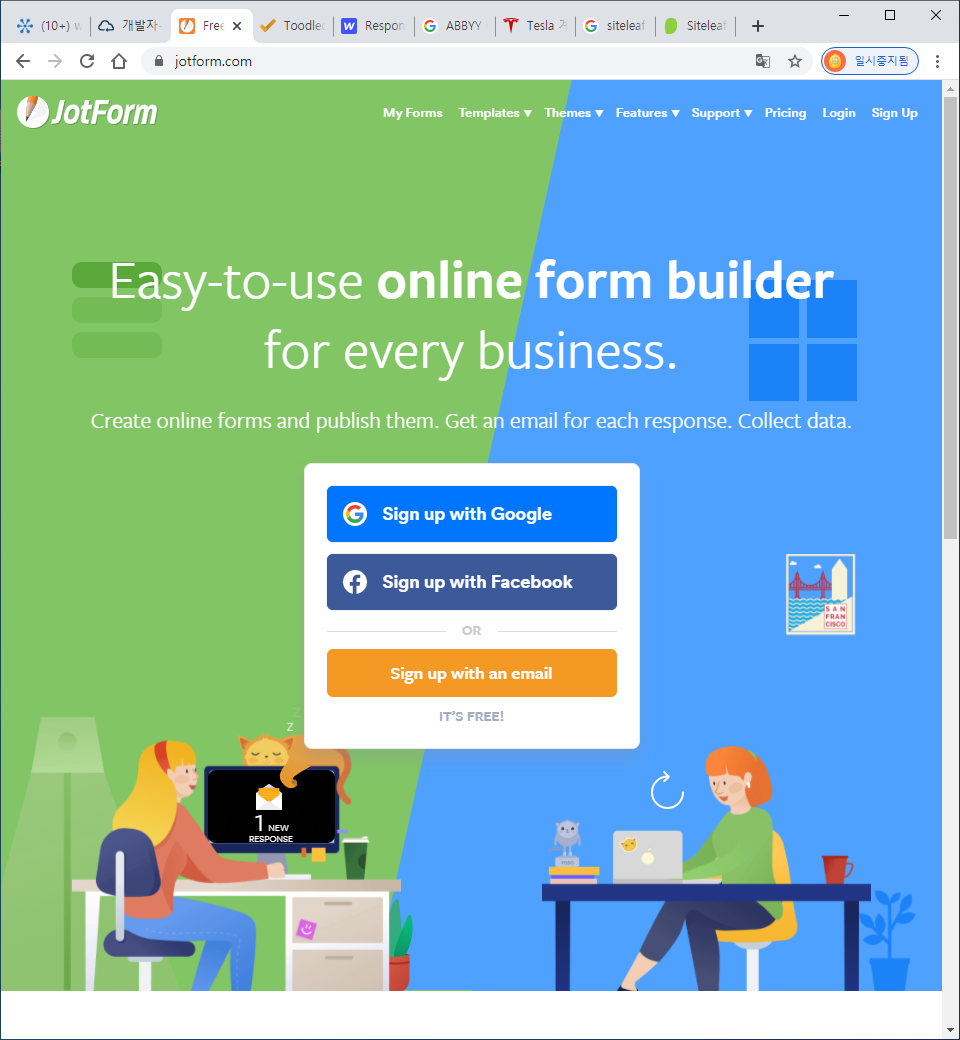 (10+)
개발자-
Free
Toodled
Respon
ABBYY
Tesla
siteleaf
Siteleaf
jotform.com
일시중지됨
JotForm
My Forms
Templates ▼
Themes ▼
Features ▼
Support ▼
Pricing
Login
Sign Up
Easy-to-use online form builder
for every business.
Create online forms and publish them. Get an email for each response. Collect data.
Sign up with Google
Sign up with Facebook
OR
Sign up with an email
IT'S FREE!
SAN
FRAN
CISCO
Z
1 NEW
RESPONSE